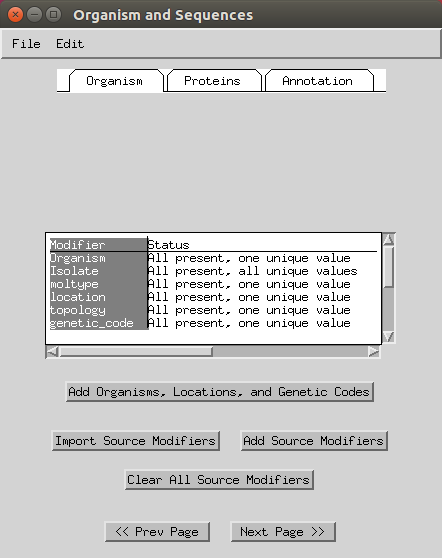 Organism and Sequences
File Edit
Organism Proteins Annotation
Modifier Status
Organism All present, one unique value
Isolate All present, all unique values
moltype All present, one unique value
location All present, one unique value
topology All present, one unique value
genetic_code All present, one unique value
Add Organisms, Locations, and Genetic Codes
Import Source Modifiers Add Source Modifiers
Clear All Source Modifiers
<< Prev Page Next Page >>